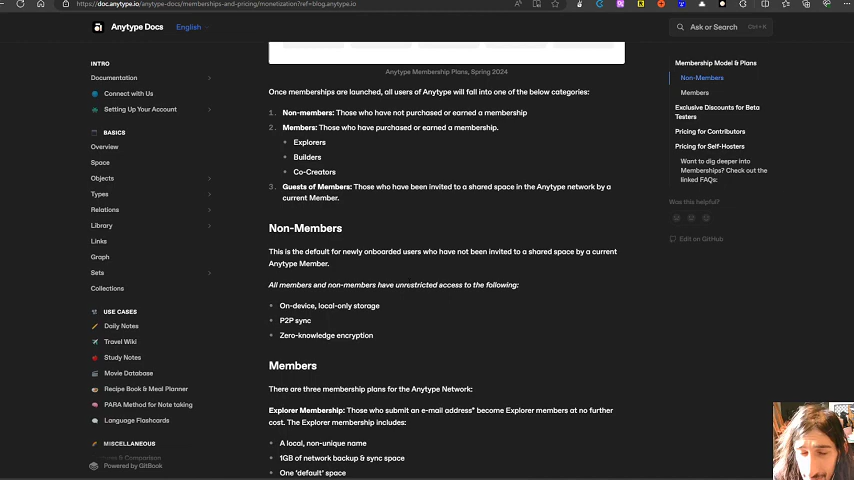 https://doc.anytype.io/anytype-docs/memberships-and-pricing/monetization?ref=blog.anytype.io
Anytype Docs
English
Ask or Search
Ctrl + K
INTRO
Documentation
Connect with Us
Setting Up Your Account
BASICS
Overview
Space
Objects
Types
Relations
Library
Links
Graph
Sets
Collections
USE CASES
Daily Notes
Travel Wiki
Study Notes
Movie Database
Recipe Book & Meal Planner
PARA Method for Note taking
Language Flashcards
MISCELLANEOUS
Powered by GitBook
Anytype Membership Plans, Spring 2024
Once memberships are launched, all users of Anytype will fall into one of the below categories:
1. Non-members: Those who have not purchased or earned a membership
2. Members: Those who have purchased or earned a membership.
• Explorers
• Builders
• Co-Creators
3. Guests of Members: Those who have been invited to a shared space in the Anytype network by a
current Member.
Non-Members
This is the default for newly onboarded users who have not been invited to a shared space by a current
Anytype Member.
All members and non-members have unrestricted access to the following:
• On-device, local-only storage
• P2P sync
• Zero-knowledge encryption
Members
There are three membership plans for the Anytype Network:
Explorer Membership: Those who submit an e-mail address* become Explorer members at no further
cost. The Explorer membership includes:
• A local, non-unique name
• 1GB of network backup & sync space
• One 'default' space
Membership Model & Plans
Non-Members
Members
Exclusive Discounts for Beta
Testers
Pricing for Contributors
Pricing for Self-Hosters
Want to dig deeper into
Memberships? Check out the
linked FAQs:
Was this helpful?
Edit on GitHub